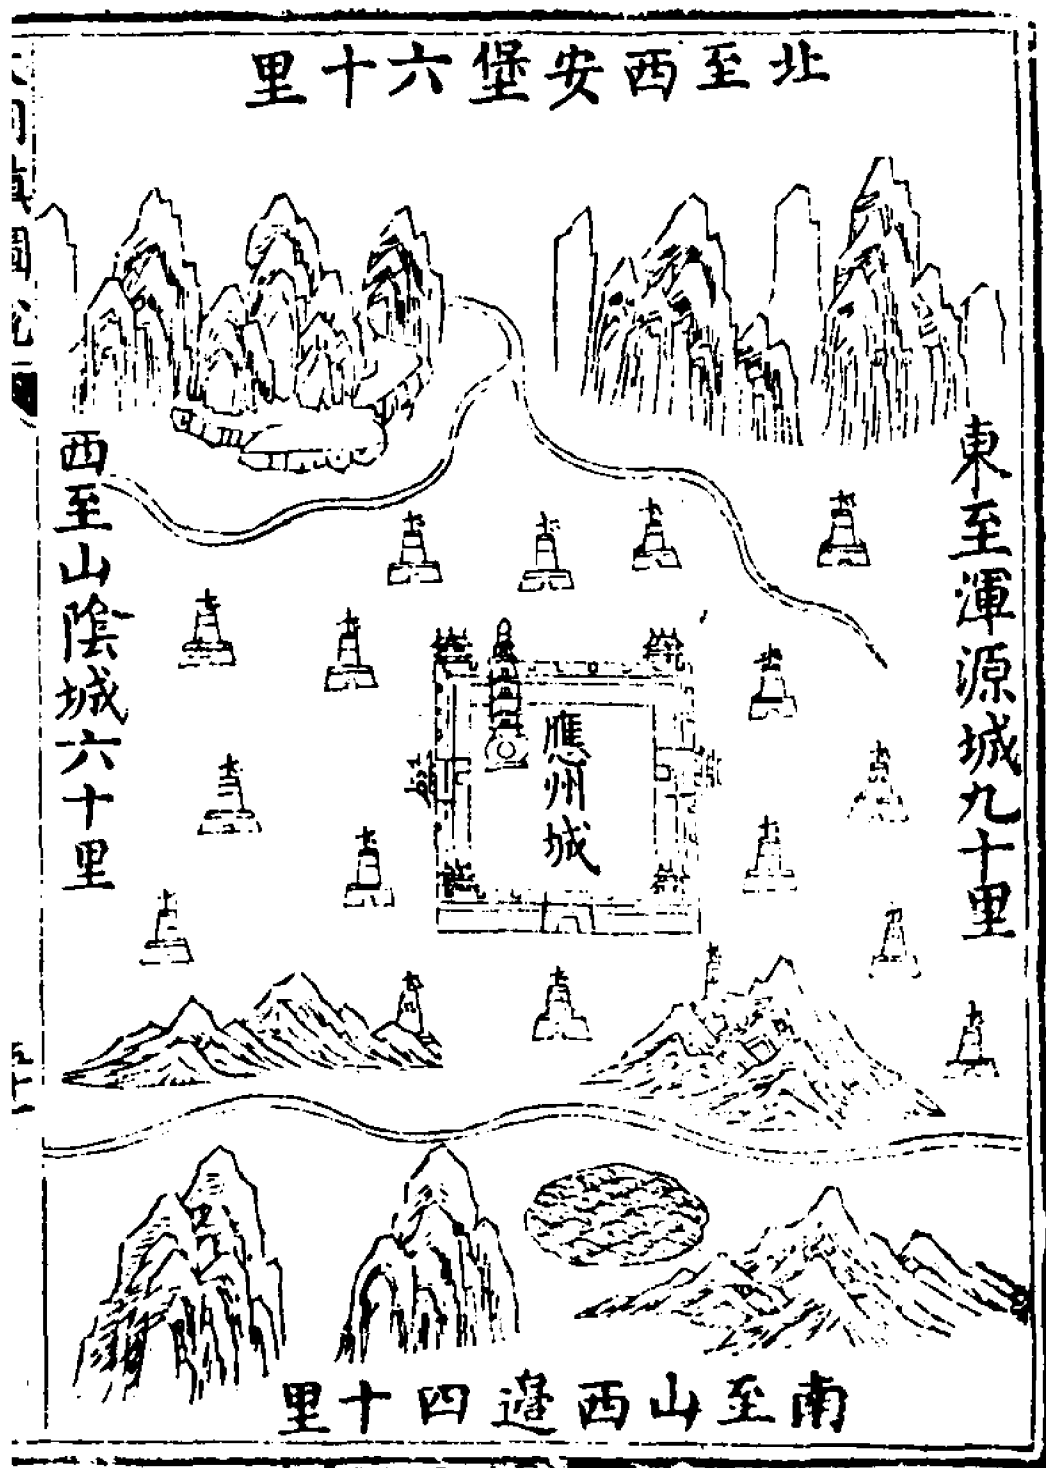 北至西安堡六十里
東至渾源城九十里
應州城
西至山陰城六十里
南至山西邉四十里